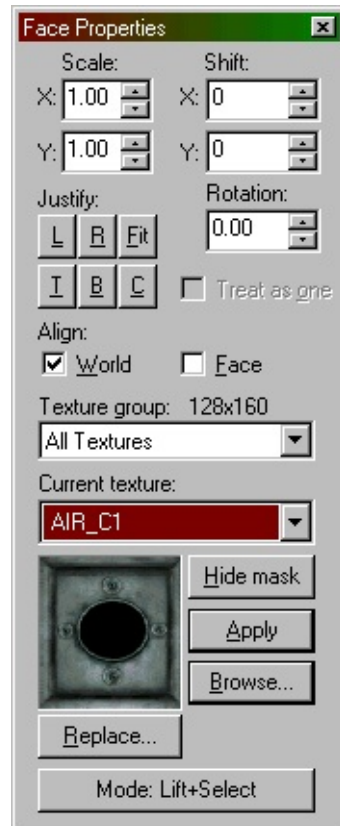 Face Properties
Scale: Shift:
X: 1.00 X: 0
Y: 1.00 Y: 0
Justify: Rotation:
L R Fit 0.00
T B C Treat as one
Align:
World Face
Texture group: 128x160
All Textures
Current texture:
AIR_C1
Hide mask
Apply
Browse...
Replace...
Mode: Lift+Select